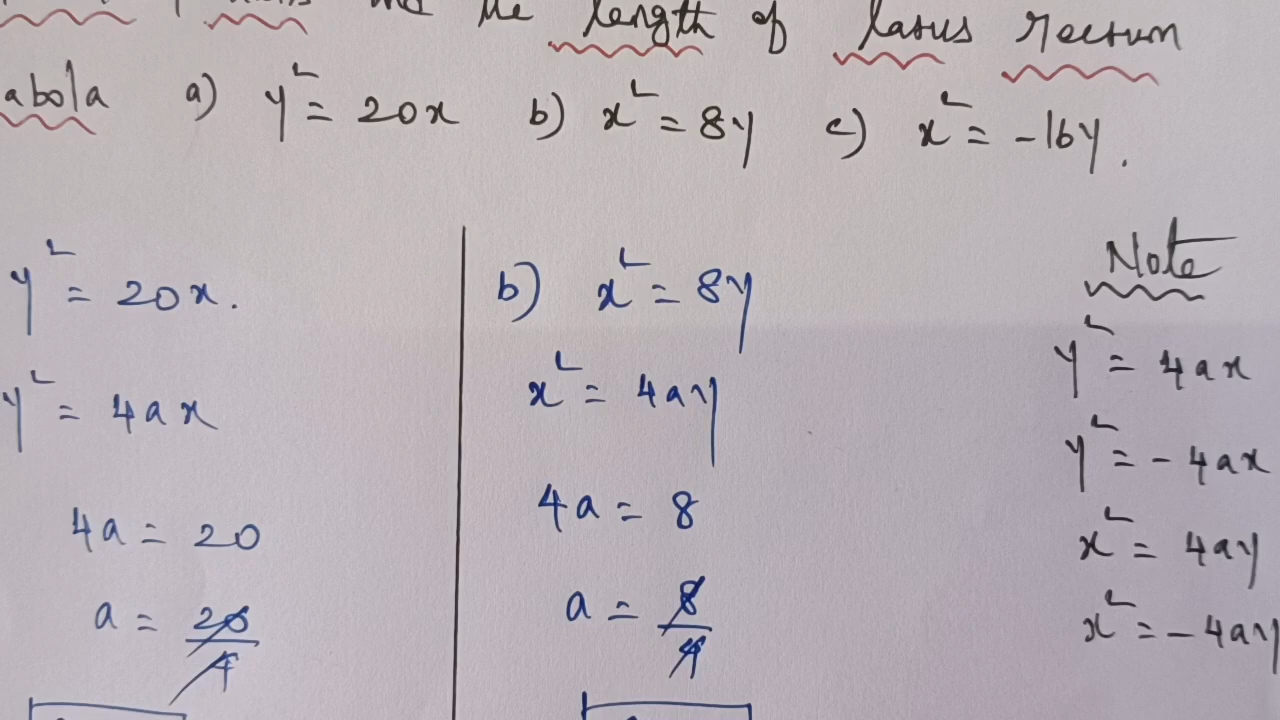 the length of latus rectum
abola a) y² = 20x b) x² = 8y c) x² = -16y.
y² = 20x.
y² = 4ax
4a = 20
a = 20/4
b) x² = 8y
x² = 4ay
4a = 8
a = 8/4
Note
y² = 4ax
y² = - 4ax
x² = 4ay
x² = - 4ay